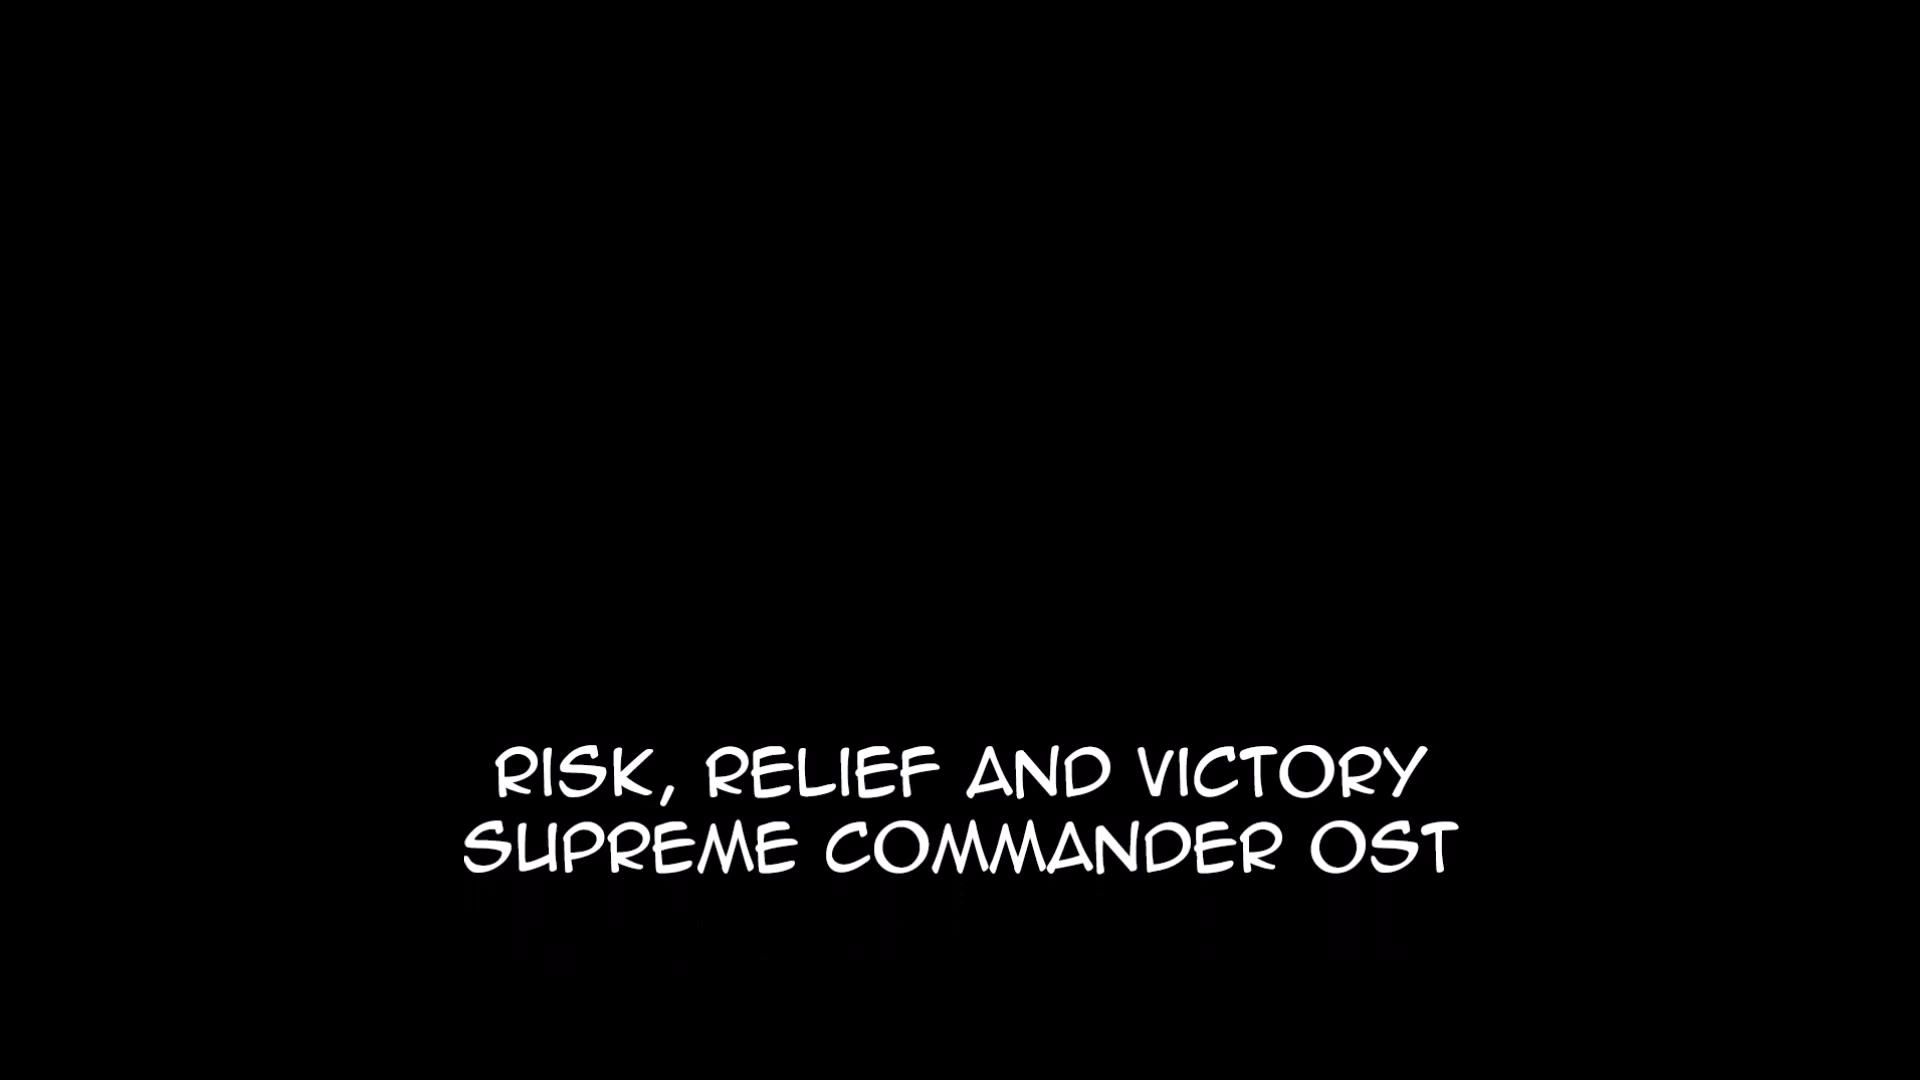 RISK, RELIEF AND VICTORY
SUPREME COMMANDER OST